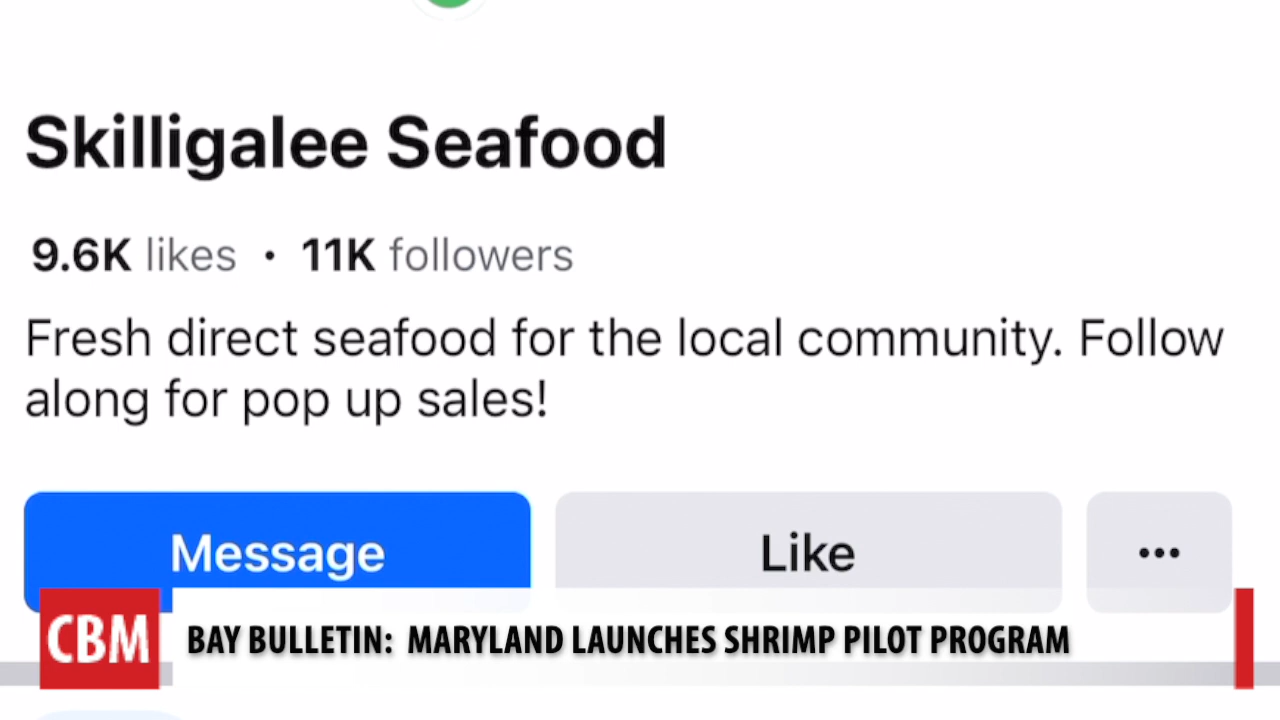 Skilligalee Seafood
9.6K likes · 11K followers
Fresh direct seafood for the local community. Follow
along for pop up sales!
Message
Like
...
CBM
BAY BULLETIN: MARYLAND LAUNCHES SHRIMP PILOT PROGRAM